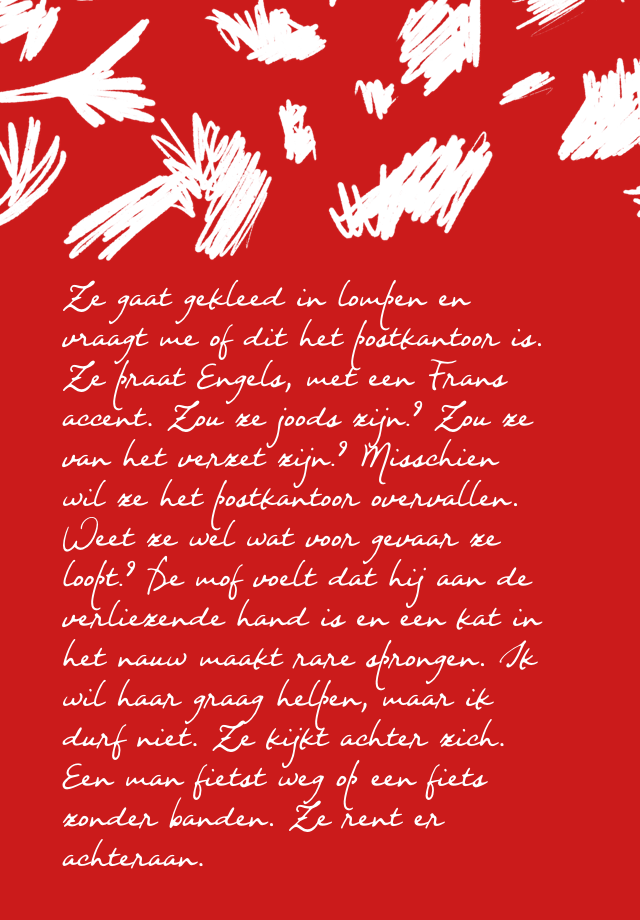 Ze gaat gekleed in lompen en
vraagt me of dit het postkantoor is.
Ze praat Engels, met een Frans
accent. Zou ze joods zijn? Zou ze
van het verzet zijn? Misschien
wil ze het postkantoor overvallen.
Weet ze wel wat voor gevaar ze
loopt? De mof voelt dat hij aan de
verliezende hand is en een kat in
het nauw maakt rare sprongen. Ik
wil haar graag helpen, maar ik
durf niet. Ze kijkt achter zich.
Een man fietst weg op een fiets
zonder banden. Ze rent er
achteraan.